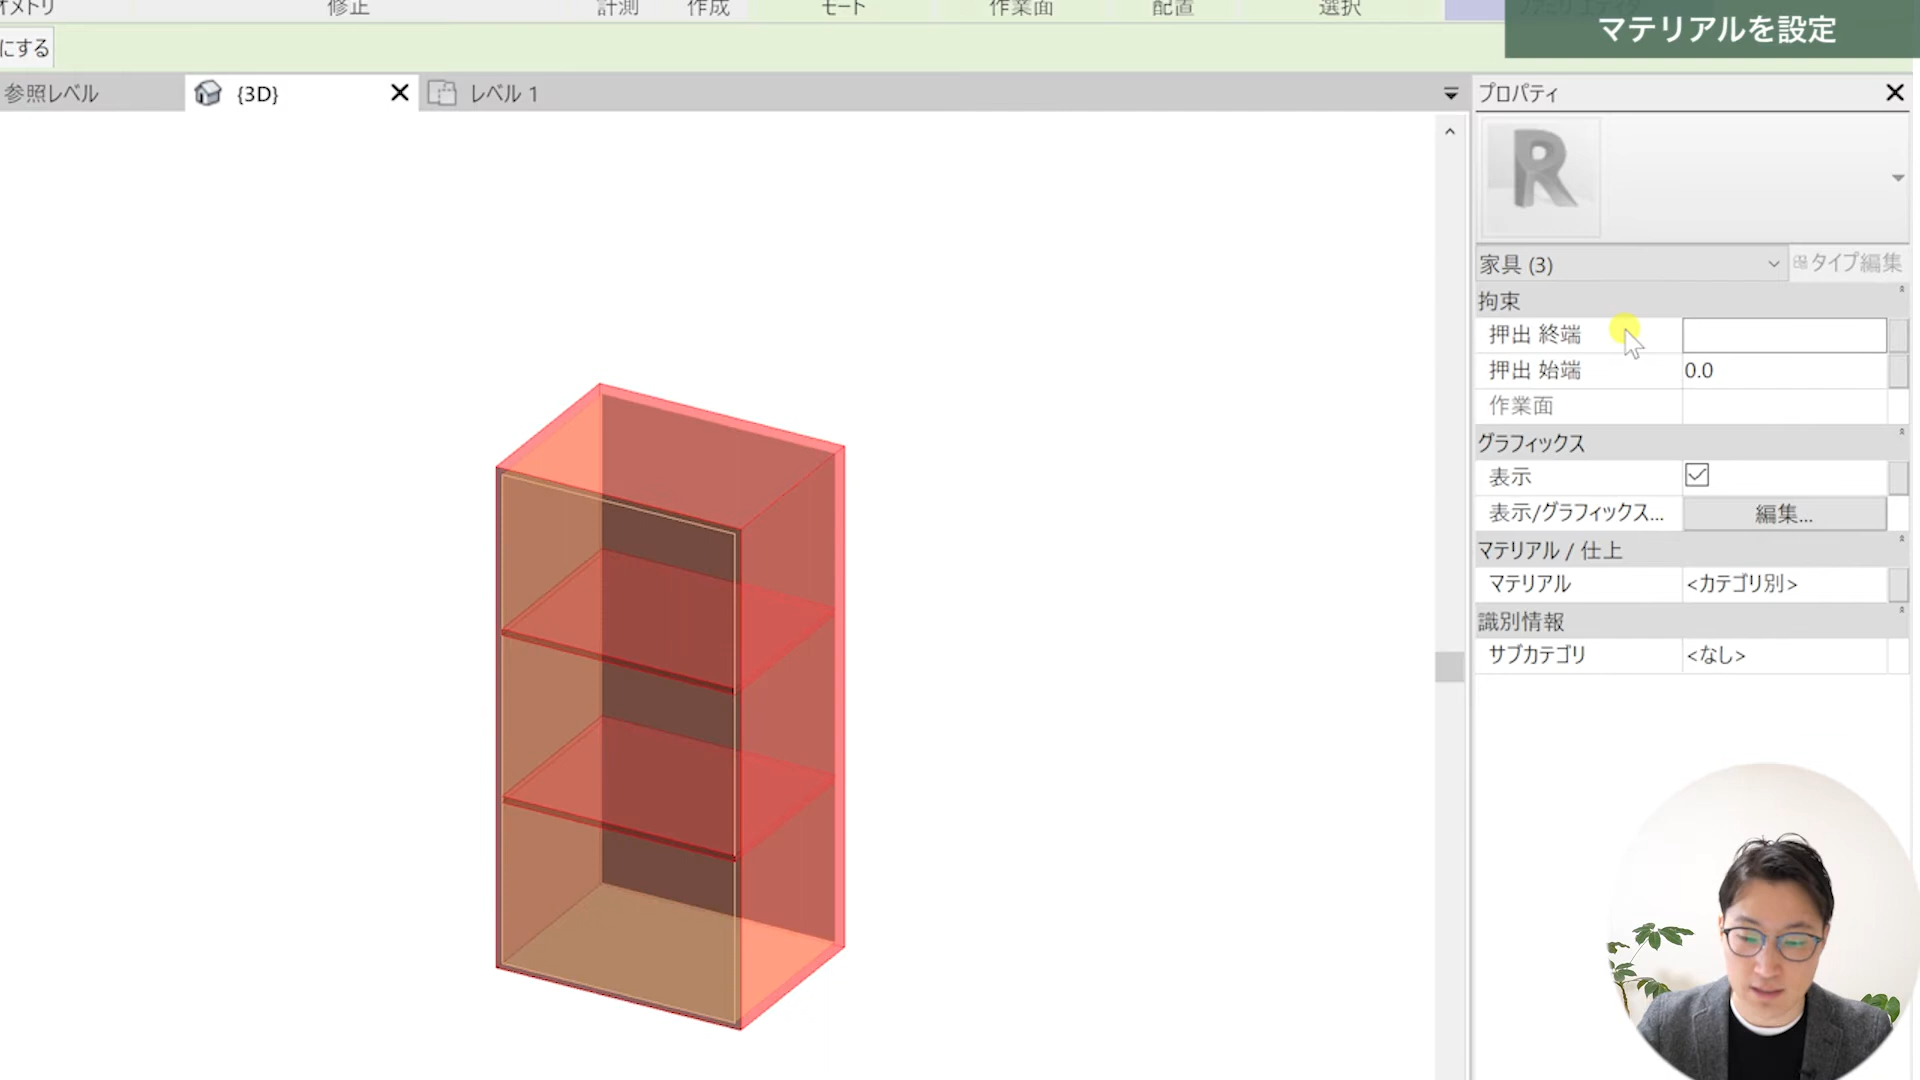 オメトリ
修正
計測
作成
モート
作業面
配置
選択
マテリアルを設定
にする
参照レベル
{3D}
レベル 1
プロパティ
R
家具 (3)
タイプ編集
拘束
押出 終端
押出 始端
0.0
作業面
グラフィックス
表示
表示/グラフィックス...
編集...
マテリアル / 仕上
マテリアル
<カテゴリ別>
識別情報
サブカテゴリ
<なし>